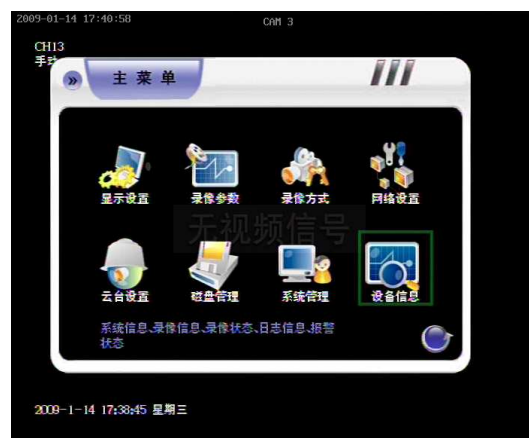 2009-01-14 17:40:58
CAM 3
CH13
手动
主菜单
显示设置
录像参数
录像方式
网络设置
无视频信号
云台设置
磁盘管理
系统管理
设备信息
系统信息、录像信息、录像状态、日志信息、报警
状态
2009-1-14 17:38:45 星期三